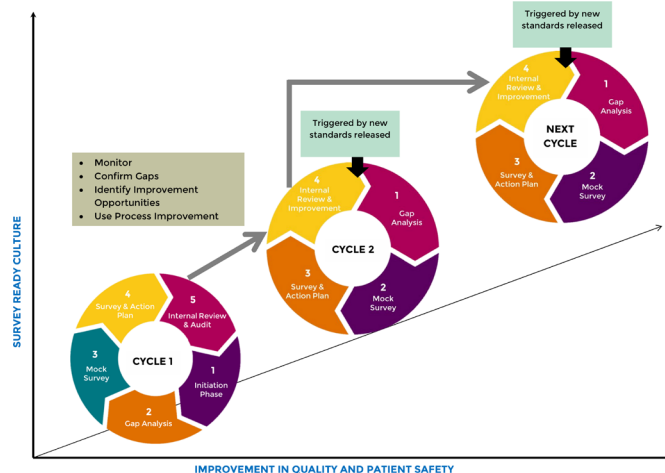 Triggered by new
standards released
4
Internal Review
& Improvement
1
Gap
Analysis
NEXT
CYCLE
3
Survey &
Action Plan
2
Mock
Survey
Triggered by new
standards released
4
Internal
Review &
Improvement
1
Gap
Analysis
CYCLE 2
3
Survey
& Action Plan
2
Mock
Survey
• Monitor
• Confirm Gaps
• Identify Improvement
Opportunities
• Use Process Improvement
4
Survey & Action
Plan
5
Internal Review
& Audit
3
Mock
Survey
CYCLE 1
1
Initiation
Phase
2
Gap Analysis
SURVEY READY CULTURE
IMPROVEMENT IN QUALITY AND PATIENT SAFETY